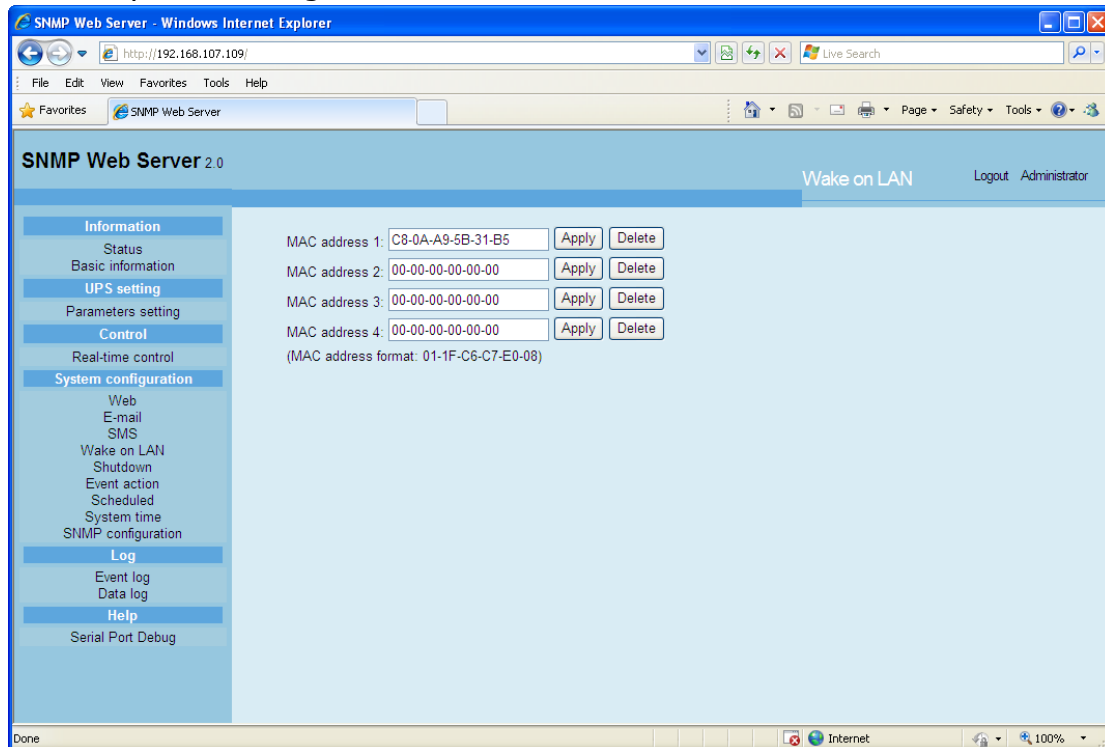 SNMP Web Server - Windows Internet Explorer
http://192.168.107.109/
Live Search
File Edit View Favorites Tools Help
Favorites SNMP Web Server Page Safety Tools
SNMP Web Server 2.0
Wake on LAN Logout Administrator
Information
Status
Basic information
UPS setting
Parameters setting
Control
Real-time control
System configuration
Web
E-mail
SMS
Wake on LAN
Shutdown
Event action
Scheduled
System time
SNMP configuration
Log
Event log
Data log
Help
Serial Port Debug
MAC address 1: C8-0A-A9-5B-31-B5 Apply Delete
MAC address 2: 00-00-00-00-00-00 Apply Delete
MAC address 3: 00-00-00-00-00-00 Apply Delete
MAC address 4: 00-00-00-00-00-00 Apply Delete
(MAC address format: 01-1F-C6-C7-E0-08)
Done Internet 100%